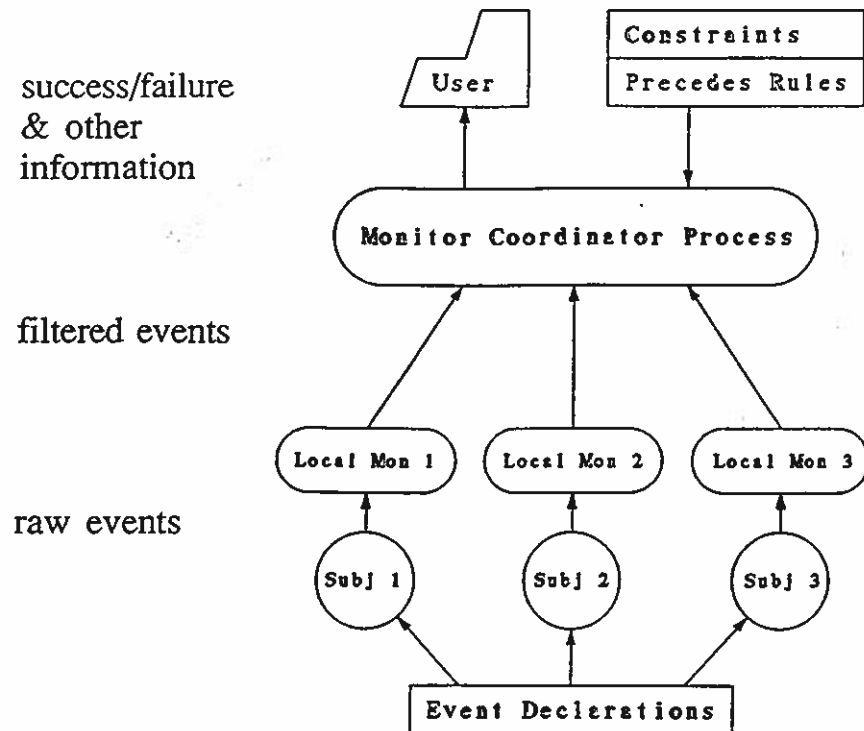 Constraints
User
Precedes Rules
success/failure
& other
information
Monitor Coordinator Process
filtered events
Local Mon 1
Local Mon 2
Local Mon 3
raw events
Subj 1
Subj 2
Subj 3
Event Declerations